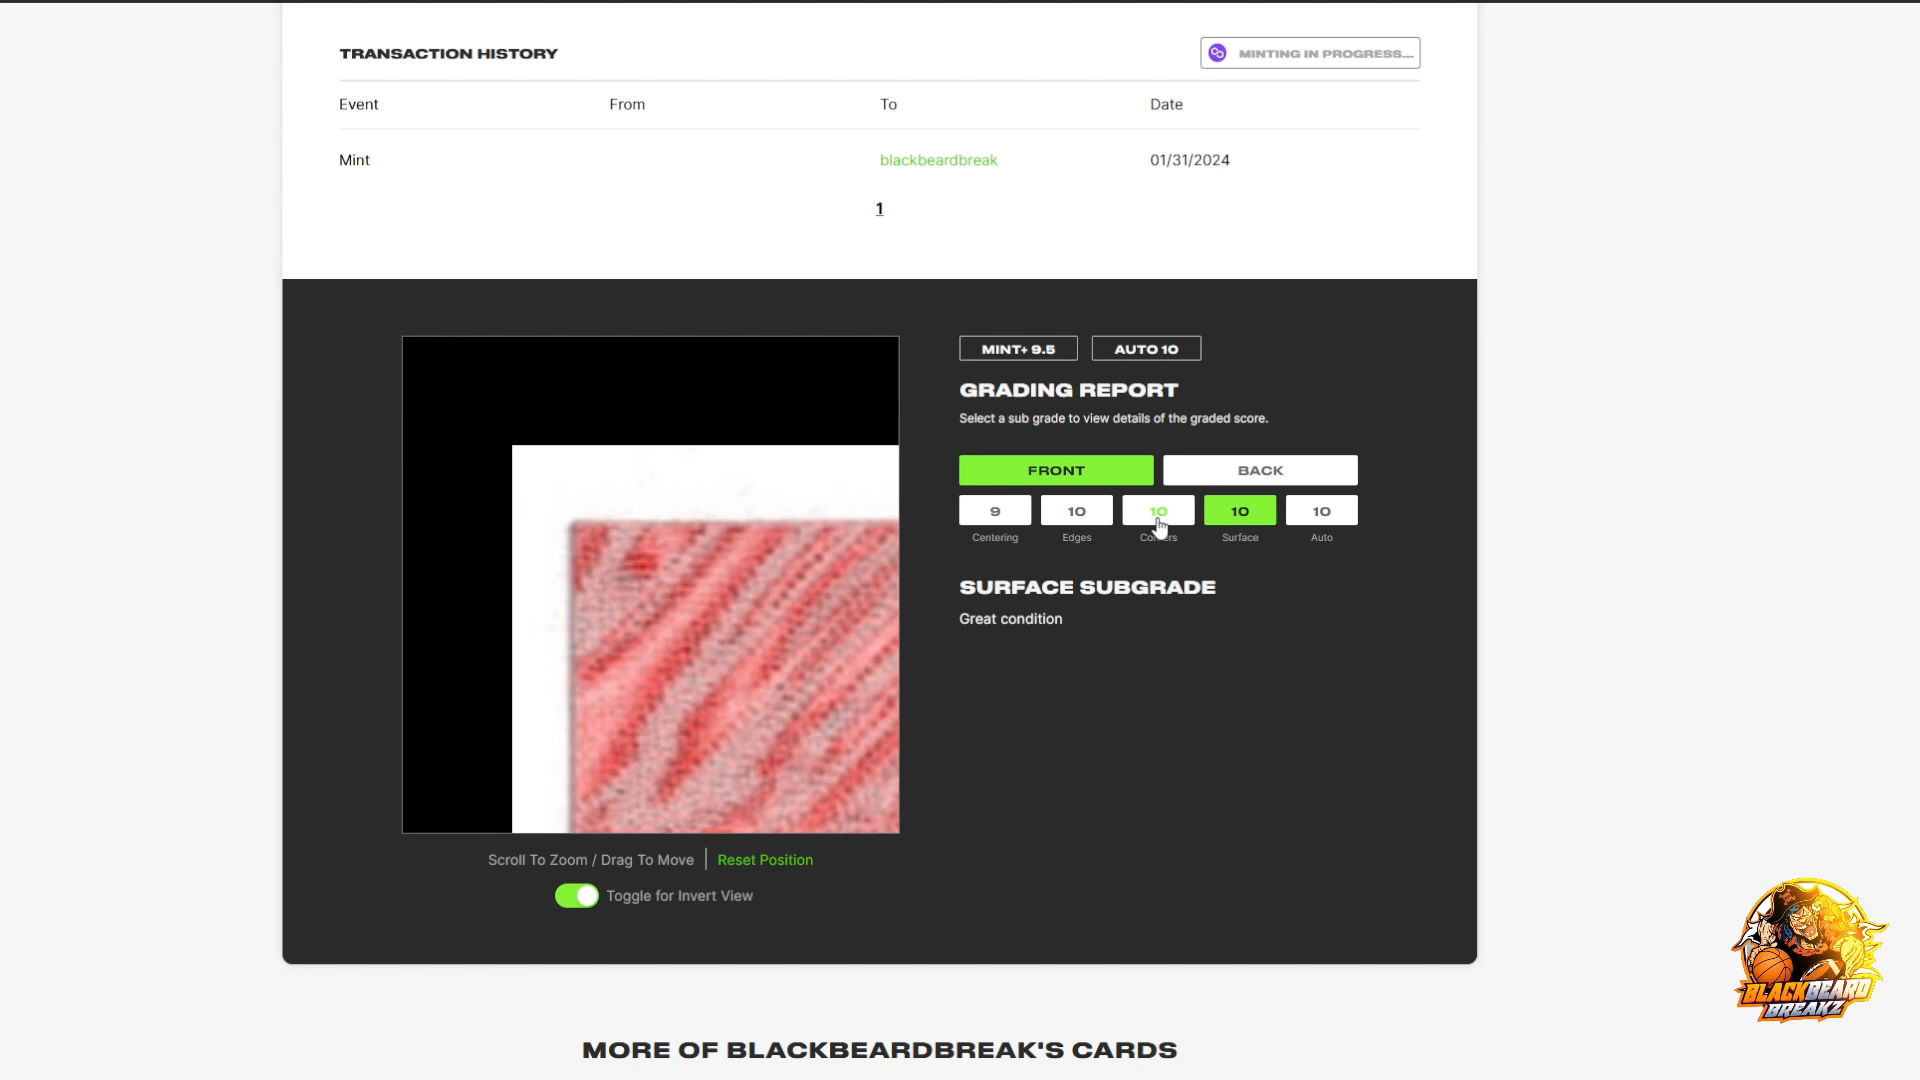 TRANSACTION HISTORY
MINTING IN PROGRESS...
Event From To Date
Mint blackbeardbreak 01/31/2024
1
MINT+ 9.5 AUTO 10
GRADING REPORT
Select a sub grade to view details of the graded score.
FRONT BACK
9 10 10 10 10
Centering Edges Corners Surface Auto
SURFACE SUBGRADE
Great condition
Scroll To Zoom / Drag To Move | Reset Position
Toggle for Invert View
BLACKBEARD
BREAKZ
MORE OF BLACKBEARDBREAK'S CARDS